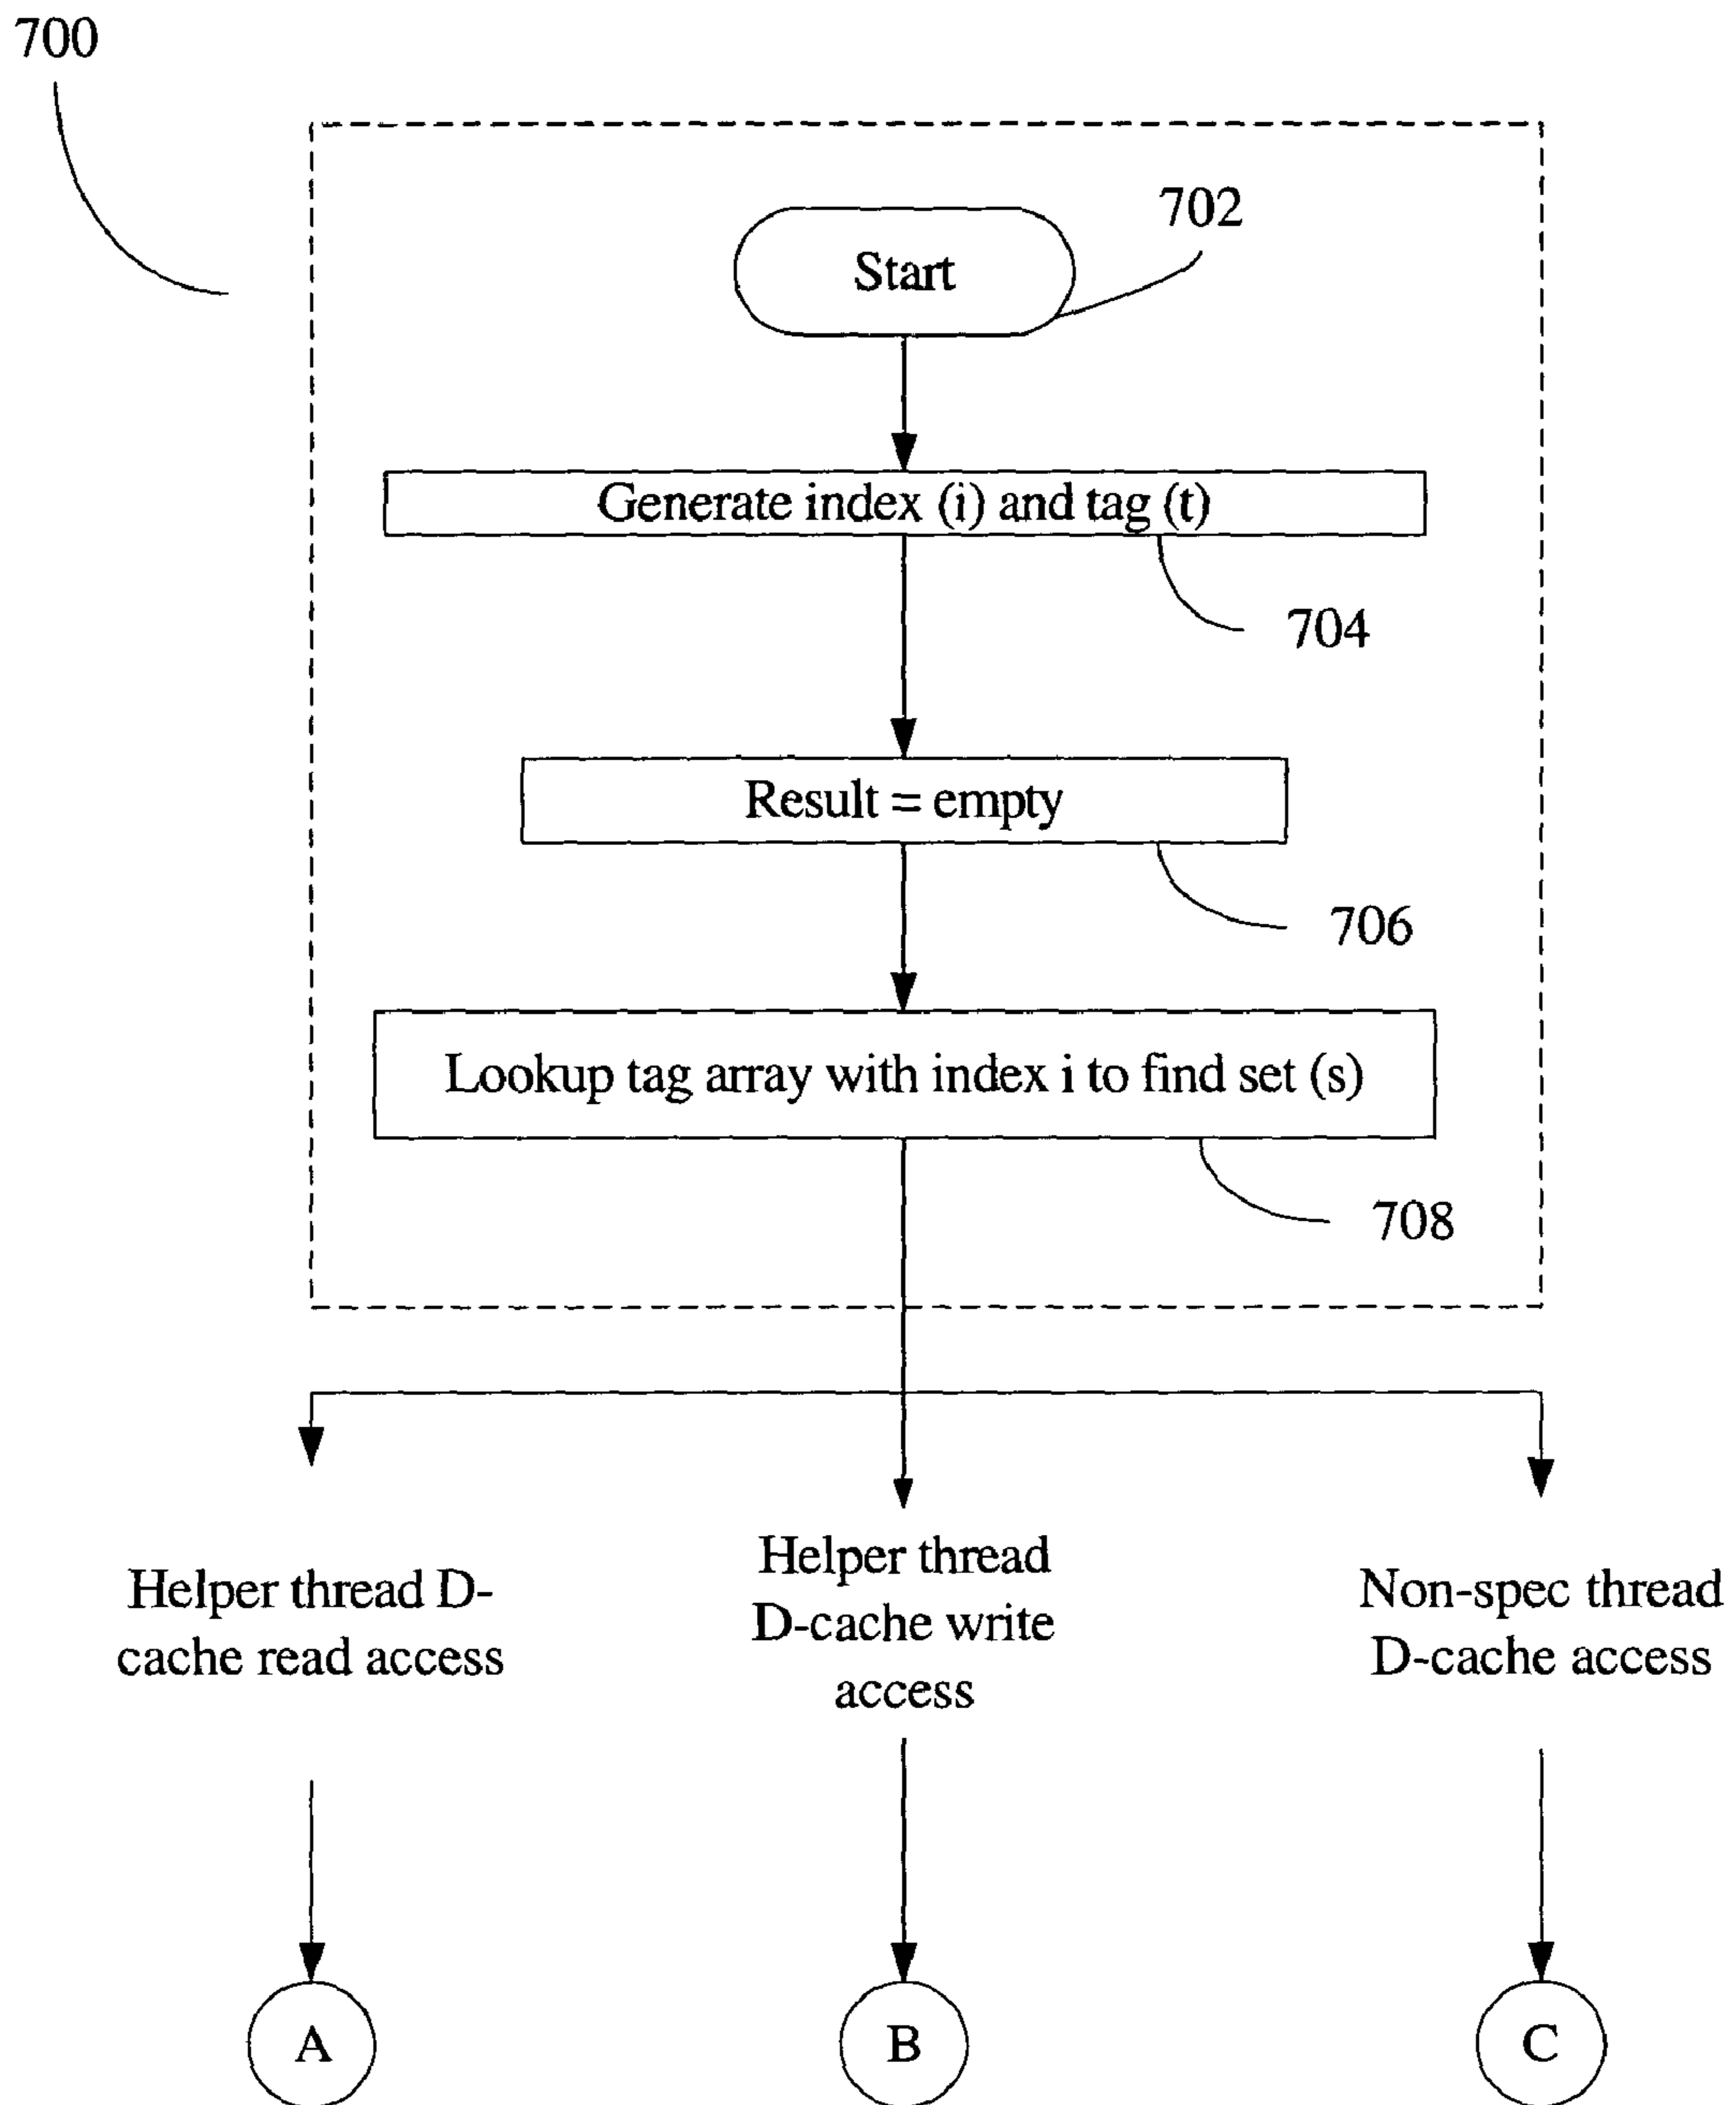 700
702
Start
Generate index (i) and tag (t)
704
Result = empty
706
Lookup tag array with index i to find set (s)
708
Helper thread D-
cache read access
Helper thread
D-cache write
access
Non-spec thread
D-cache access
A
B
C